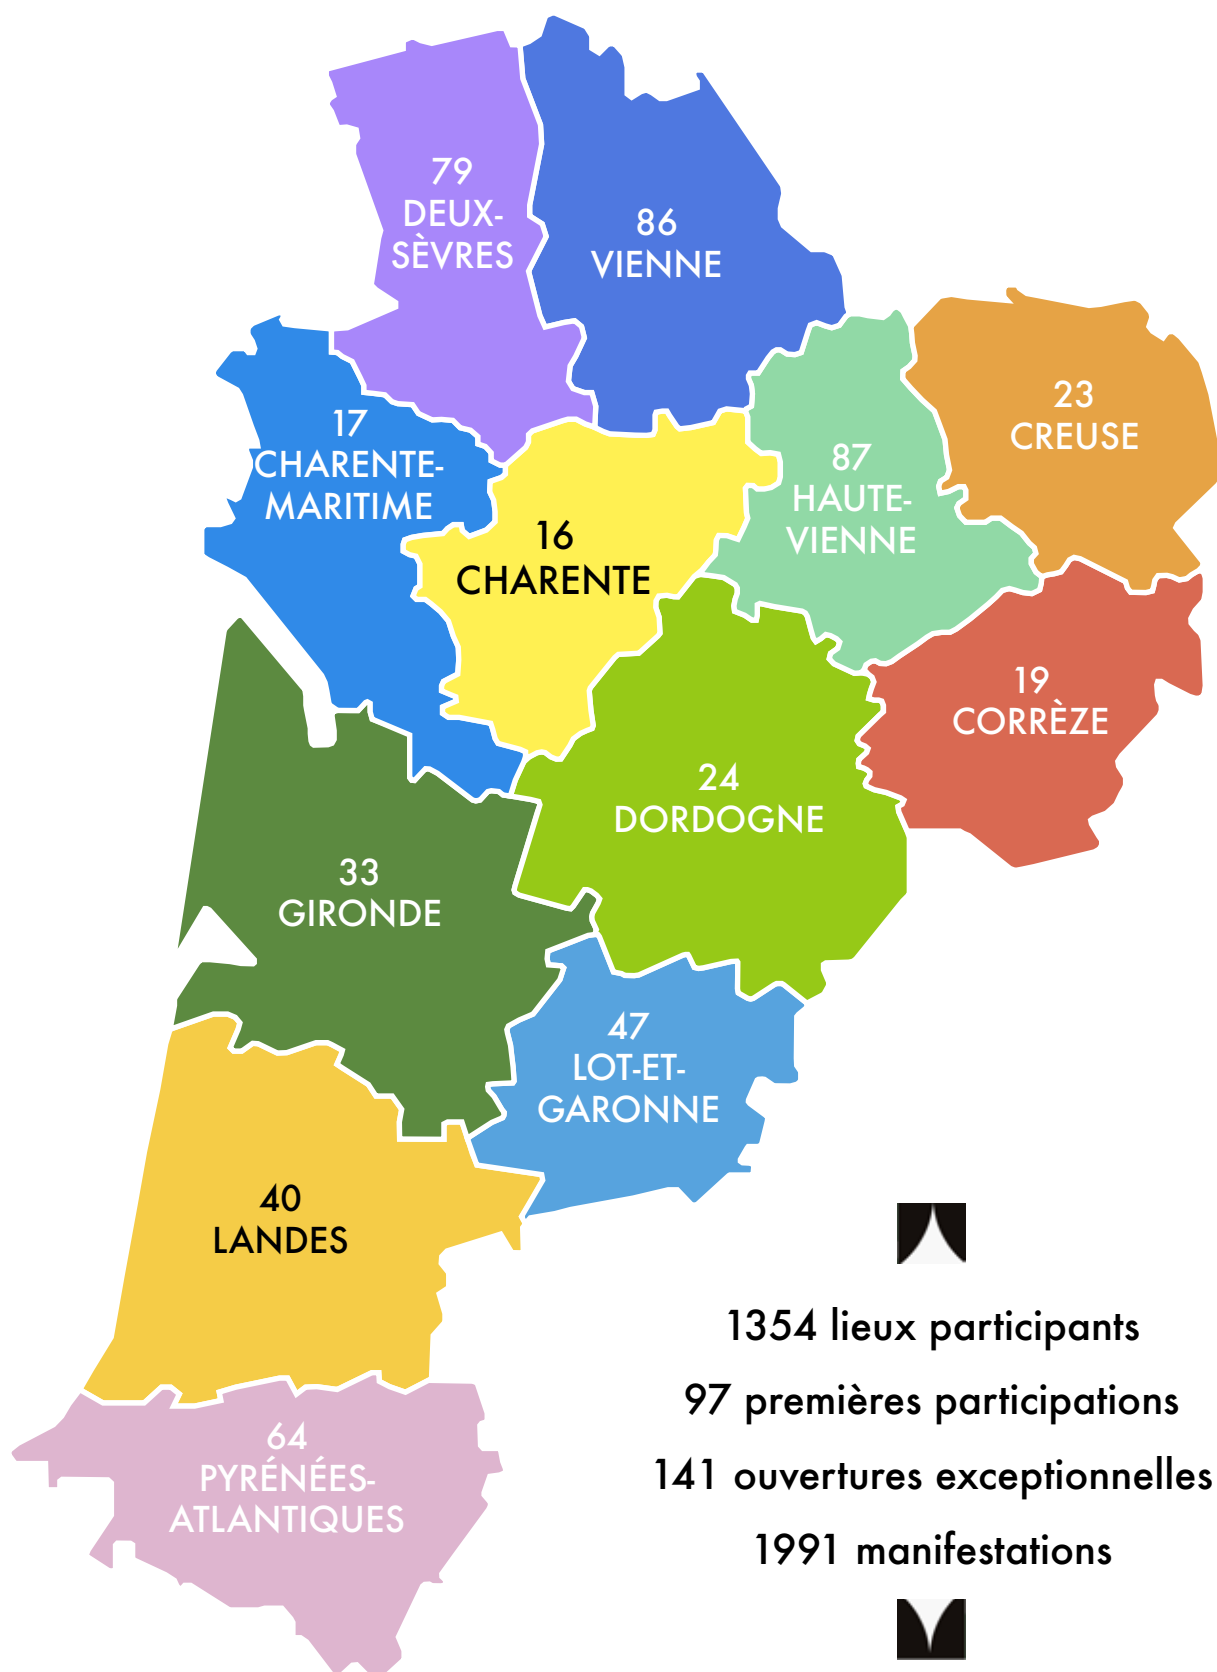 79
DEUX-
SÈVRES
86
VIENNE
17
CHARENTE-
MARITIME
16
CHARENTE
87
HAUTE-
VIENNE
23
CREUSE
19
CORRÈZE
24
DORDOGNE
33
GIRONDE
47
LOT-ET-
GARONNE
40
LANDES
64
PYRÉNÉES-
ATLANTIQUES
1354 lieux participants
97 premières participations
141 ouvertures exceptionnelles
1991 manifestations